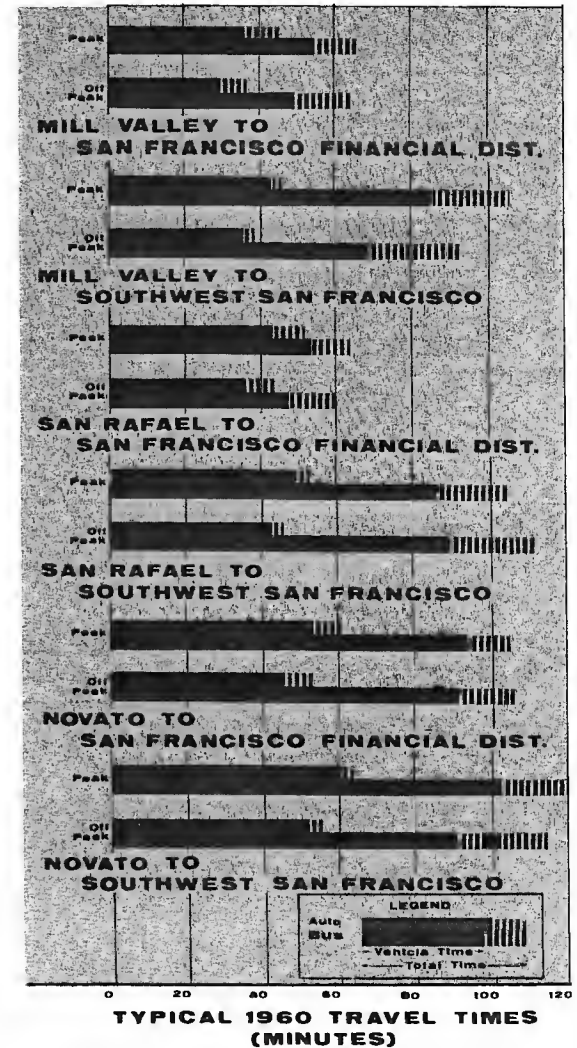 Peak
Off
Peak
MILL VALLEY TO
SAN FRANCISCO FINANCIAL DIST.
Peak
Off
Peak
MILL VALLEY TO
SOUTHWEST SAN FRANCISCO
Peak
Off
Peak
SAN RAFAEL TO
SAN FRANCISCO FINANCIAL DIST.
Peak
Off
Peak
SAN RAFAEL TO
SOUTHWEST SAN FRANCISCO
Peak
Off
Peak
NOVATO TO
SAN FRANCISCO FINANCIAL DIST.
Peak
Off
Peak
NOVATO TO
SOUTHWEST SAN FRANCISCO
LEGEND
Auto
BUS
Vehicle Time
Total Time
0 20 40 60 80 100 120
TYPICAL 1960 TRAVEL TIMES
(MINUTES)